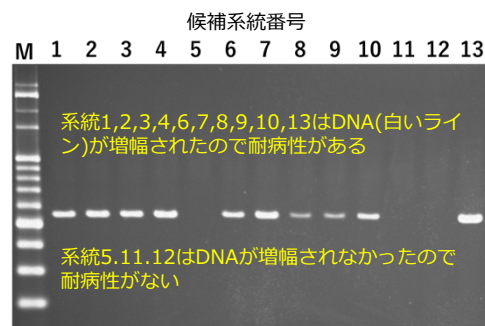 候補系統番号
M 1 2 3 4 5 6 7 8 9 10 11 12 13
系統1,2,3,4,6,7,8,9,10,13はDNA(白いライ
ン)が増幅されたので耐病性がある
系統5.11.12はDNAが増幅されなかったので
耐病性がない